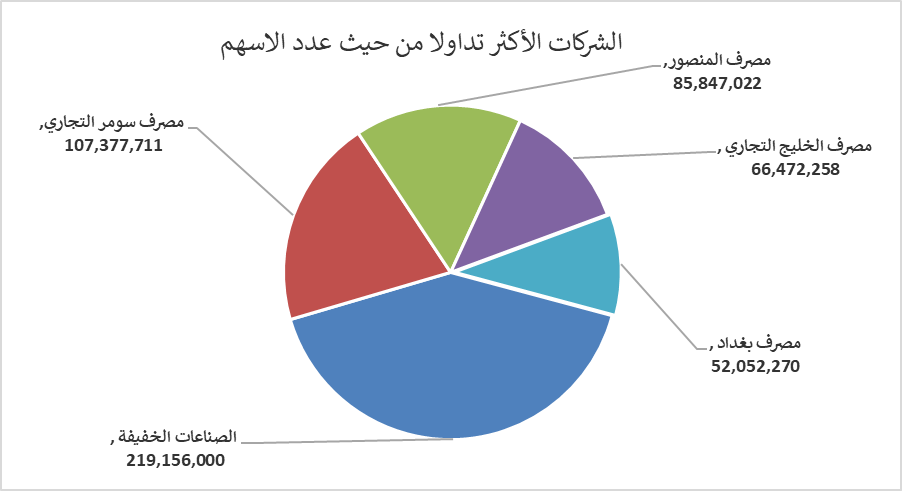 الشركات الأكثر تداولا من حيث عدد الاسهم
مصرف المنصور,
85,847,022
مصرف سومر التجاري,
107,377,711
مصرف الخليج التجاري ,
66,472,258
مصرف بغداد ,
52,052,270
الصناعات الخفيفة ,
219,156,000